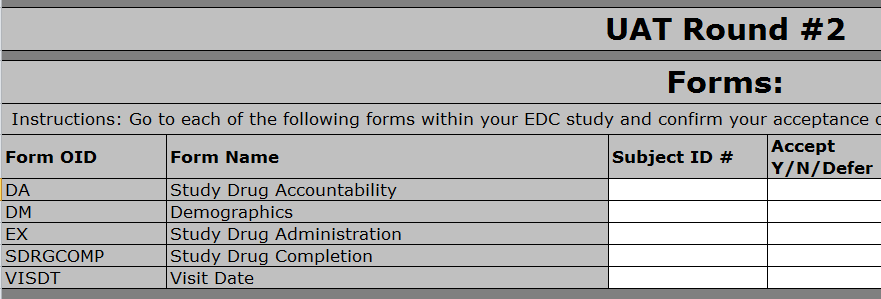 UAT Round #2
Forms:
Instructions: Go to each of the following forms within your EDC study and confirm your acceptance
Form OID Form Name Subject ID # Accept Y/N/Defer
DA Study Drug Accountability
DM Demographics
EX Study Drug Administration
SDRGCOMP Study Drug Completion
VISDT Visit Date